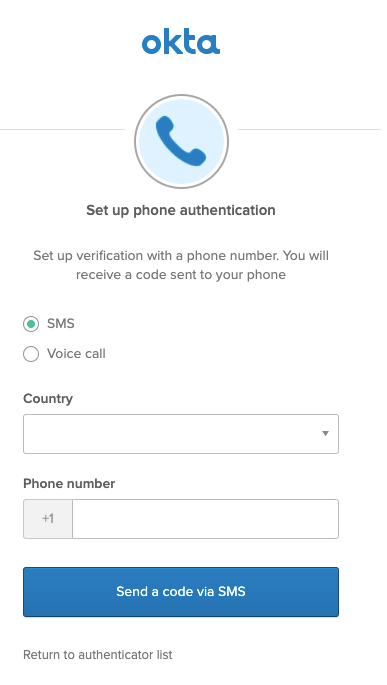 okta
Set up phone authentication
Set up verification with a phone number. You will
receive a code sent to your phone
SMS
Voice call
Country
Phone number
+1
Send a code via SMS
Return to authenticator list